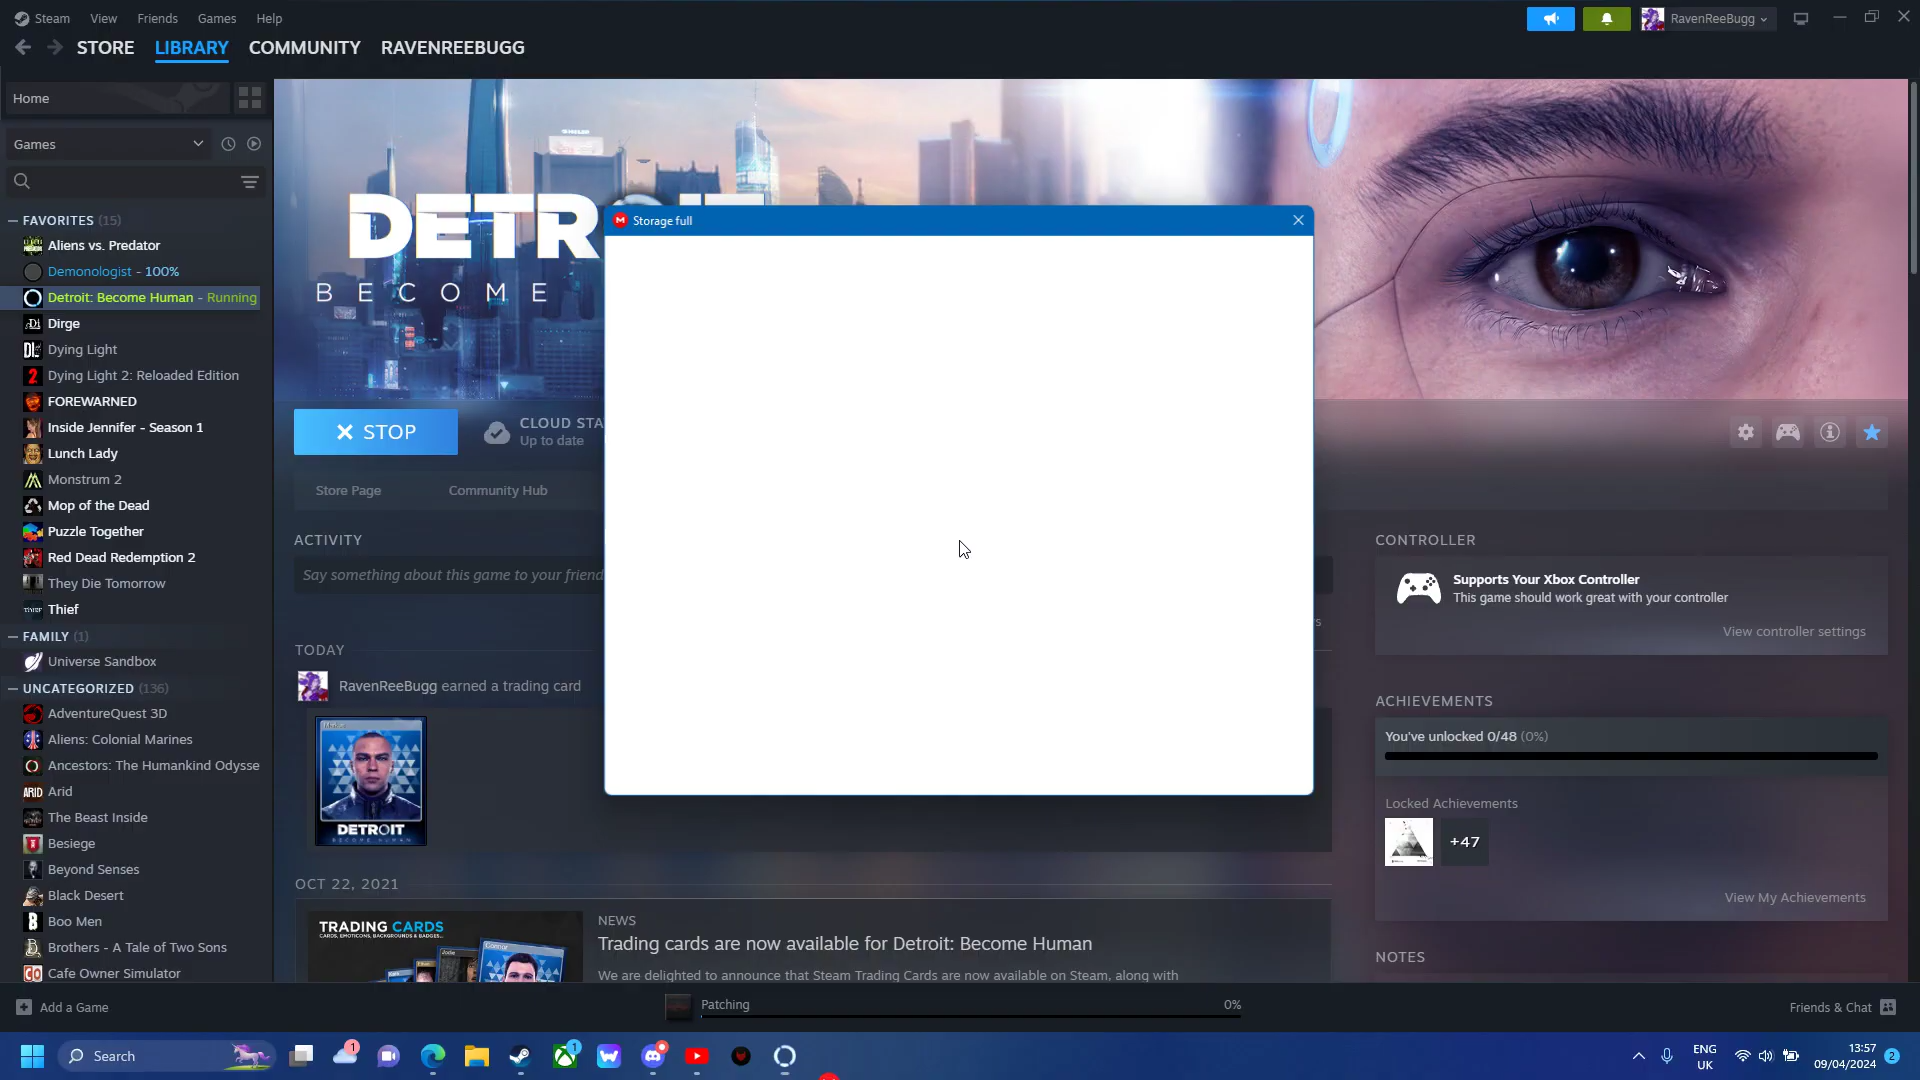 Steam View Friends Games Help
RavenReeBugg
STORE LIBRARY COMMUNITY RAVENREEBUGG
Home
Games
FAVORITES (15)
Aliens vs. Predator
Demonologist - 100%
Detroit: Become Human - Running
Dirge
Dying Light
Dying Light 2: Reloaded Edition
FOREWARNED
Inside Jennifer - Season 1
Lunch Lady
Monstrum 2
Mop of the Dead
Puzzle Together
Red Dead Redemption 2
They Die Tomorrow
Thief
FAMILY (1)
Universe Sandbox
UNCATEGORIZED (136)
AdventureQuest 3D
Aliens: Colonial Marines
Ancestors: The Humankind Odysse
Arid
The Beast Inside
Besiege
Beyond Senses
Black Desert
Boo Men
Brothers - A Tale of Two Sons
Cafe Owner Simulator
DETR
BECOME
Storage full
STOP
CLOUD STA
Up to date
Store Page Community Hub
ACTIVITY
Say something about this game to your friend
TODAY
RavenReeBugg earned a trading card
DETROIT
BECOME HUMAN
OCT 22, 2021
TRADING CARDS
CARDS, EMOTICONS, BACKGROUNDS & BADGES...
NEWS
Trading cards are now available for Detroit: Become Human
We are delighted to announce that Steam Trading Cards are now available on Steam, along with
CONTROLLER
Supports Your Xbox Controller
This game should work great with your controller
View controller settings
ACHIEVEMENTS
You've unlocked 0/48 (0%)
Locked Achievements
+47
View My Achievements
NOTES
Add a Game
Patching 0%
Friends & Chat
Search
1
1
ENG
UK
13:57
09/04/2024
2